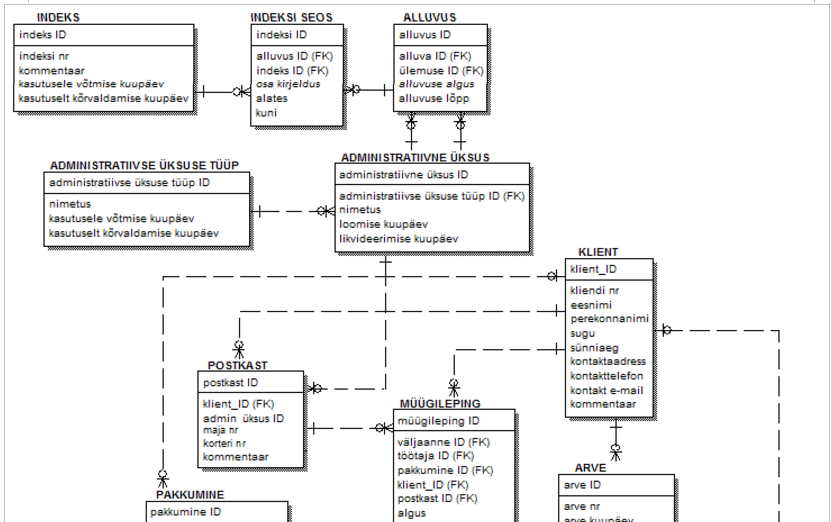 INDEKS
indeks ID
indeksi nr
kommentaar
kasutusele võtmise kuupäev
kasutuselt kõrvaldamise kuupäev
INDEKSI SEOS
indeksi ID
alluvus ID (FK)
indeks ID (FK)
osa kirjeldus
alates
kuni
ALLUVUS
alluvus ID
alluva ID (FK)
ülemuse ID (FK)
alluvuse algus
alluvuse lõpp
ADMINISTRATIIVSE ÜKSUSE TÜÜP
administratiivse üksuse tüüp ID
nimetus
kasutusele võtmise kuupäev
kasutuselt kõrvaldamise kuupäev
ADMINISTRATIIVNE ÜKSUS
administratiivne üksus ID
administratiivse üksuse tüüp ID (FK)
nimetus
loomise kuupäev
likvideerimise kuupäev
KLIENT
klient_ID
kliendi nr
eesnimi
perekonnanimi
sugu
sünniaeg
kontaktaadress
kontakttelefon
kontakt e-mail
kommentaar
POSTKAST
postkast ID
klient_ID (FK)
admin üksus ID
maja nr
korteri nr
kommentaar
MÜÜGILEPING
müügileping ID
väljaanne ID (FK)
töötaja ID (FK)
pakkumine ID (FK)
klient_ID (FK)
postkast ID (FK)
algus
ARVE
arve ID
arve nr
arve kuupäev
PAKKUMINE
pakkumine ID